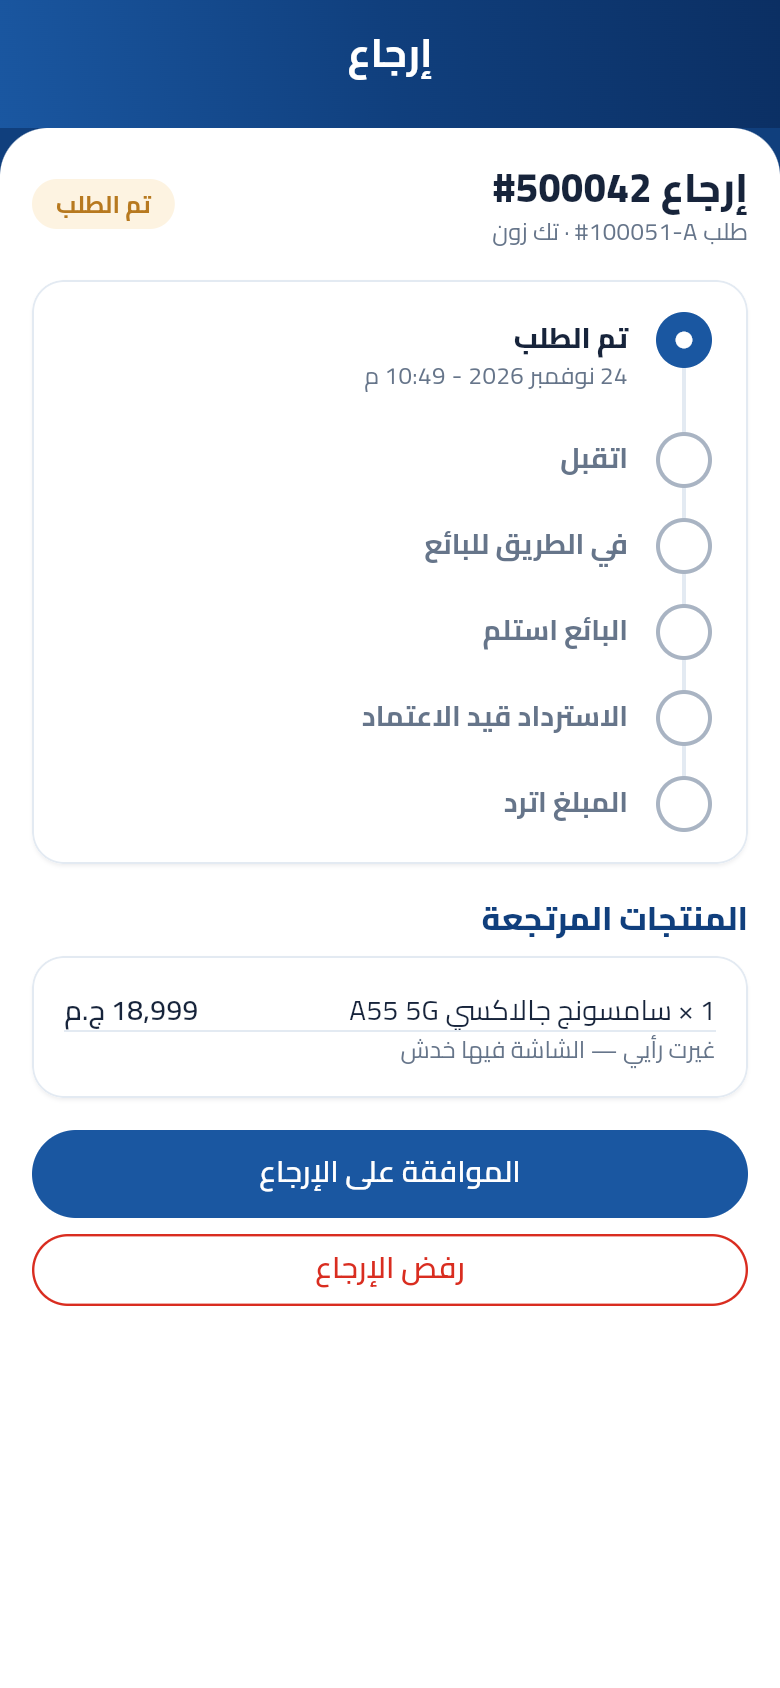 إرجاع
إرجاع 500042#
تم الطلب
طلب 100051-A# · تك زون
تم الطلب
24 نوفمبر 2026 - 10:49 م
اتقبل
في الطريق للبائع
البائع استلم
الاسترداد قيد الاعتماد
المبلغ اترد
المنتجات المرتجعة
1 × سامسونج جالاكسي A55 5G
18,999 ج.م
غيرت رأيي — الشاشة فيها خدش
الموافقة على الإرجاع
رفض الإرجاع